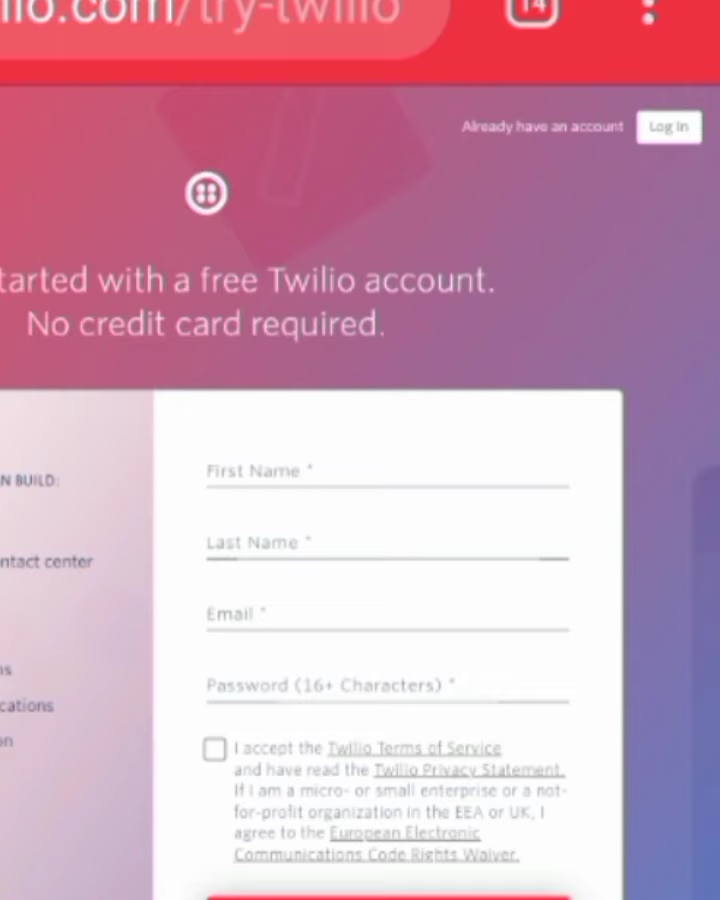 lio.com/try-twilio
14
Already have an account
Log In
tarted with a free Twilio account.
No credit card required.
N BUILD:
ntact center
ns
cations
on
First Name *
Last Name *
Email *
Password (16+ Characters) *
I accept the Twilio Terms of Service
and have read the Twilio Privacy Statement.
If I am a micro- or small enterprise or a not-
for-profit organization in the EEA or UK, I
agree to the European Electronic
Communications Code Rights Waiver.